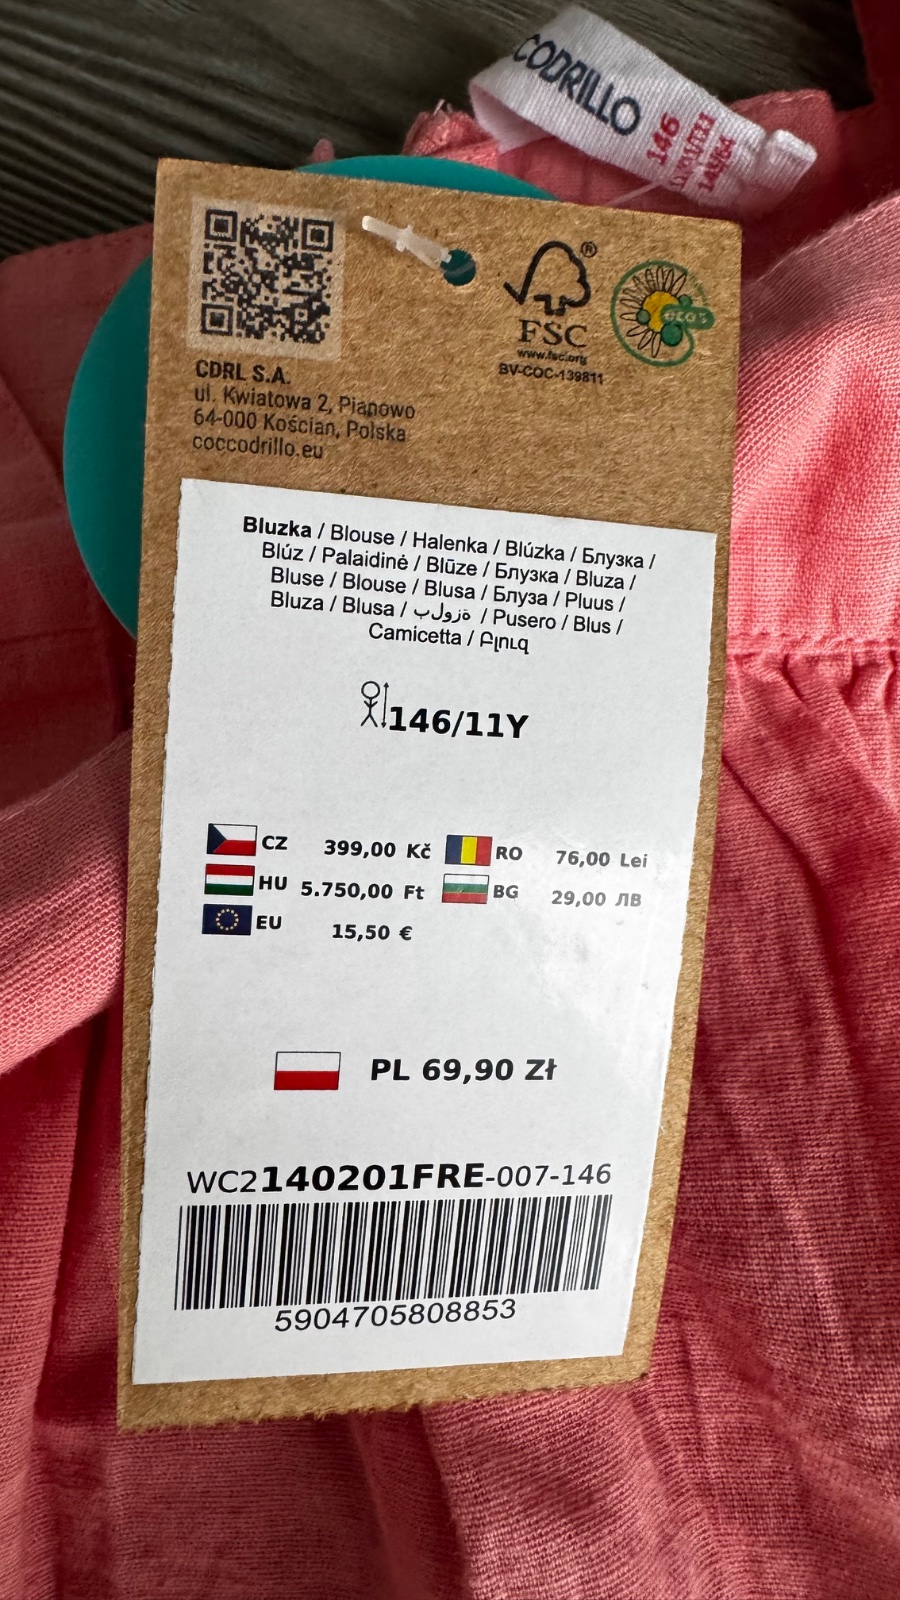 CODRILLO
146
CDRL S.A.
ul. Kwiatowa 2, Pianowo
64-000 Kościan, Polska
coccodrillo.eu
FSC
®
www.fsc.org
BV-COC-139811
Bluzka / Blouse / Halenka / Blúzka / Блузка /
Blúz / Palaidinė / Blūze / Блузка / Bluza /
Bluse / Blouse / Blusa / Блуза / Pluus /
Bluza / Blusa / بلوزة / Pusero / Blus /
Camicetta / Բլուզ
146/11Y
CZ 399,00 Kč RO 76,00 Lei
HU 5.750,00 Ft BG 29,00 ЛВ
EU 15,50 €
PL 69,90 Zł
WC2140201FRE-007-146
5904705808853